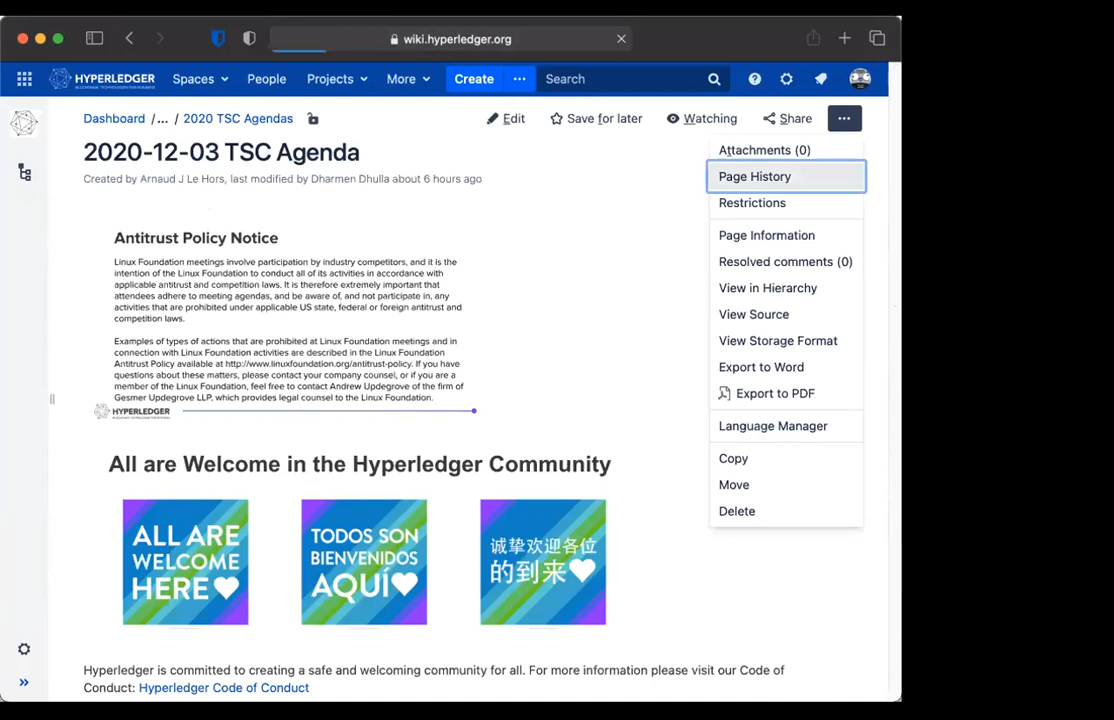 wiki.hyperledger.org
HYPERLEDGER
Spaces
People
Projects
More
Create
Search
Dashboard / ... / 2020 TSC Agendas
Edit
Save for later
Watching
Share
2020-12-03 TSC Agenda
Created by Arnaud J Le Hors, last modified by Dharmen Dhulla about 6 hours ago
Attachments (0)
Page History
Restrictions
Page Information
Resolved comments (0)
View in Hierarchy
View Source
View Storage Format
Export to Word
Export to PDF
Language Manager
Copy
Move
Delete
Antitrust Policy Notice
Linux Foundation meetings involve participation by industry competitors, and it is the
intention of the Linux Foundation to conduct all of its activities in accordance with
applicable antitrust and competition laws. It is therefore extremely important that
attendees adhere to meeting agendas, and be aware of, and not participate in, any
activities that are prohibited under applicable US state, federal or foreign antitrust and
competition laws.
Examples of types of actions that are prohibited at Linux Foundation meetings and in
connection with Linux Foundation activities are described in the Linux Foundation
Antitrust Policy available at http://www.linuxfoundation.org/antitrust-policy. If you have
questions about these matters, please contact your company counsel, or if you are a
member of the Linux Foundation, feel free to contact Andrew Updegrove of the firm of
Gesmer Updegrove LLP, which provides legal counsel to the Linux Foundation.
HYPERLEDGER
All are Welcome in the Hyperledger Community
ALL ARE
WELCOME
HERE
TODOS SON
BIENVENIDOS
AQUÍ
诚挚欢迎各位
的到来
Hyperledger is committed to creating a safe and welcoming community for all. For more information please visit our Code of
Conduct: Hyperledger Code of Conduct